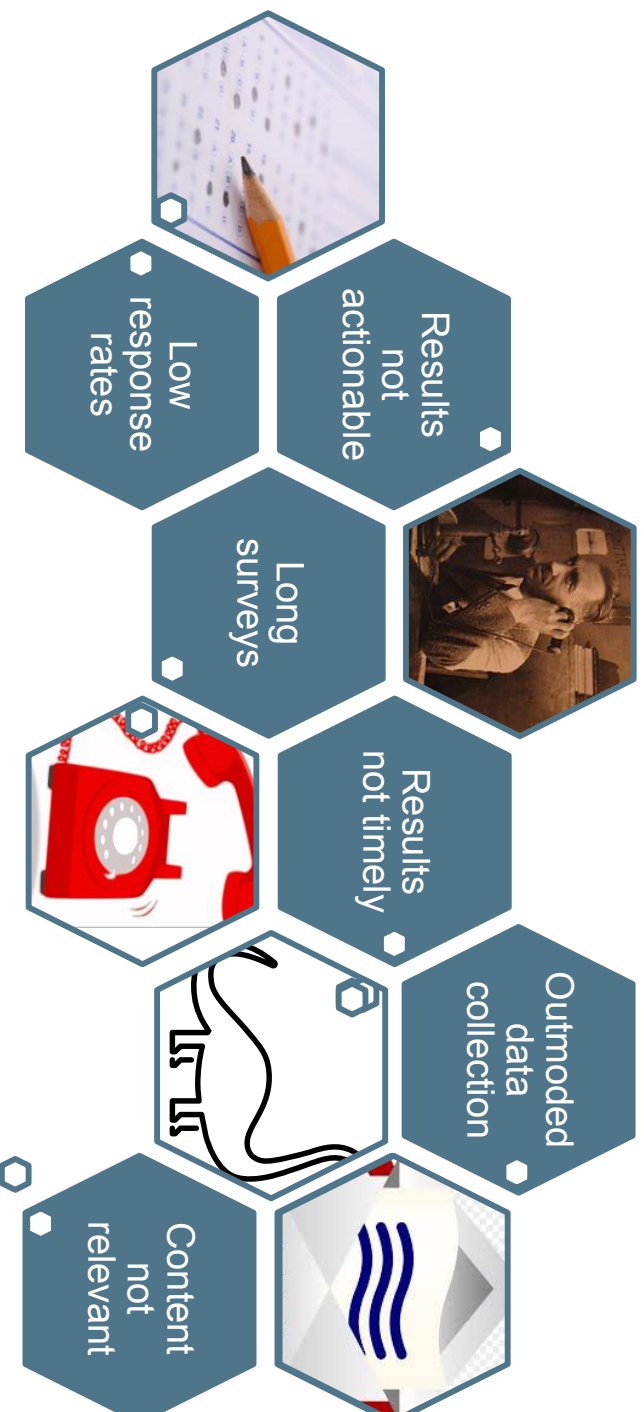 Low
response
rates
Results
not
actionable
Long
surveys
Results
not timely
Outmoded
data
collection
Content
not
relevant